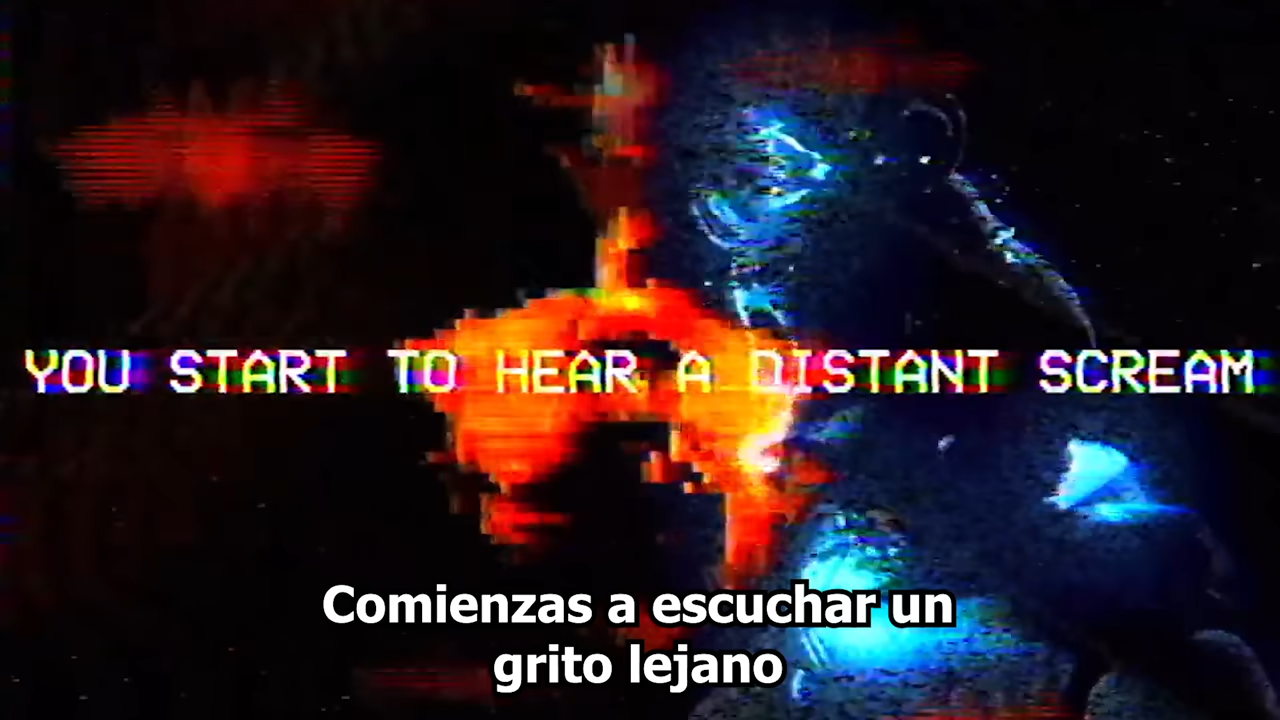 YOU START TO HEAR A DISTANT SCREAM
Comienzas a escuchar un
grito lejano